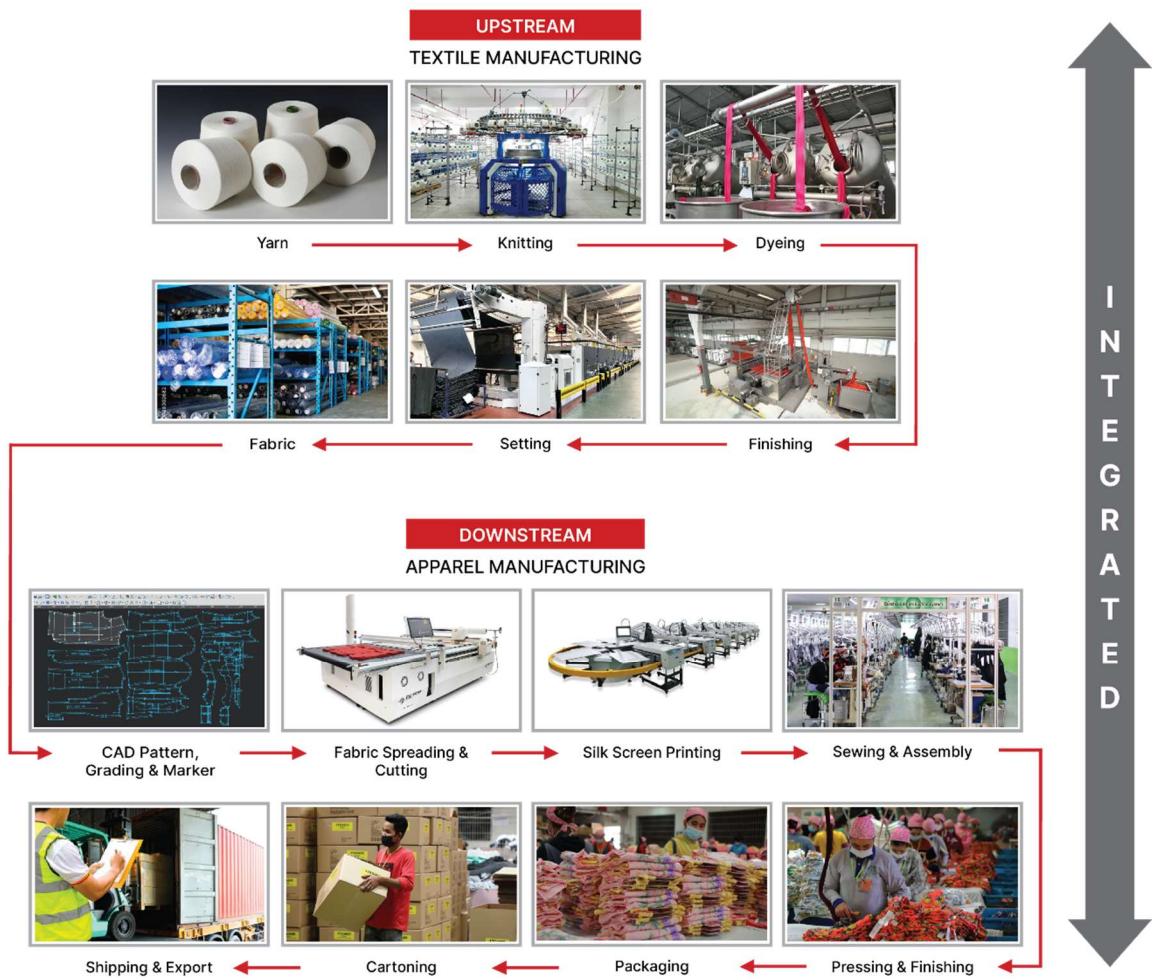 UPSTREAM
TEXTILE MANUFACTURING
Yarn
Knitting
Dyeing
Finishing
Setting
Fabric
DOWNSTREAM
APPAREL MANUFACTURING
CAD Pattern,
Grading & Marker
Fabric Spreading &
Cutting
Silk Screen Printing
Sewing & Assembly
Pressing & Finishing
Packaging
Cartoning
Shipping & Export
INTEGRATED